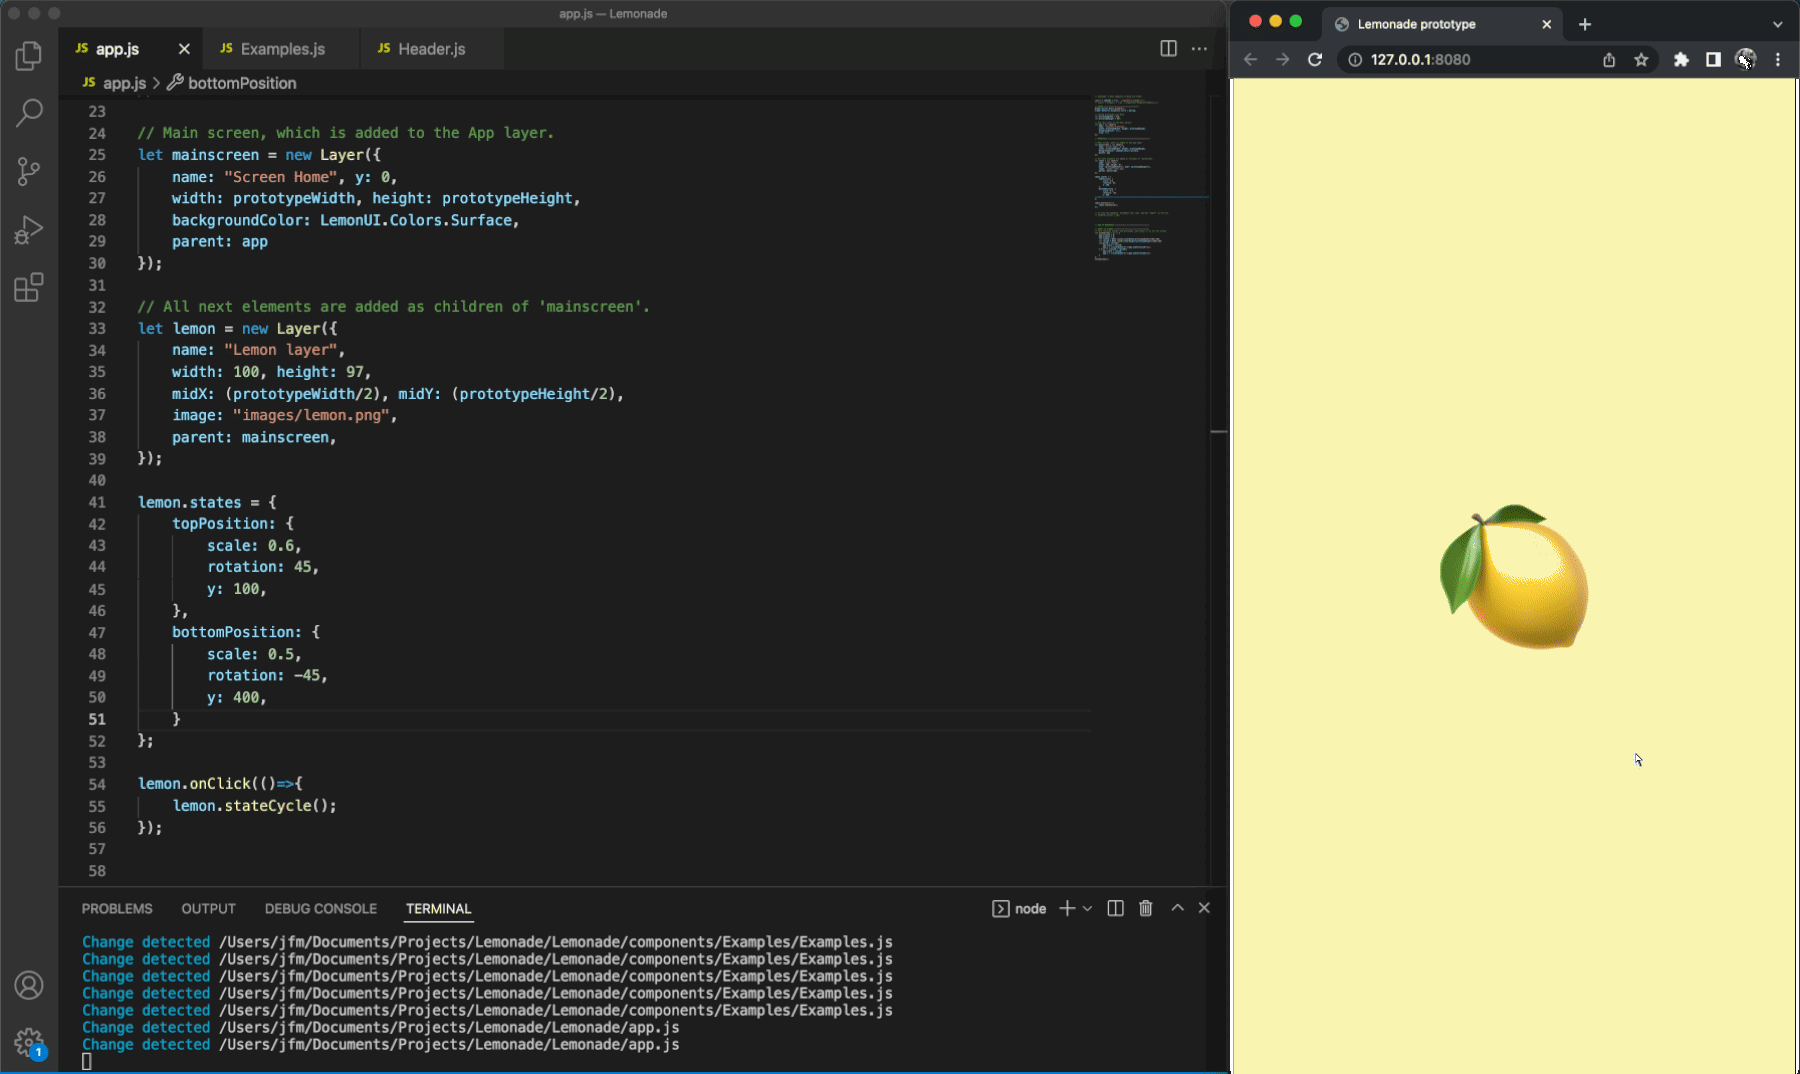 app.js — Lemonade
JS app.js
JS Examples.js
JS Header.js
JS app.js > bottomPosition
23
24 // Main screen, which is added to the App layer.
25 let mainscreen = new Layer({
26 name: "Screen Home", y: 0,
27 width: prototypeWidth, height: prototypeHeight,
28 backgroundColor: LemonUI.Colors.Surface,
29 parent: app
30 });
31
32 // All next elements are added as children of 'mainscreen'.
33 let lemon = new Layer({
34 name: "Lemon layer",
35 width: 100, height: 97,
36 midX: (prototypeWidth/2), midY: (prototypeHeight/2),
37 image: "images/lemon.png",
38 parent: mainscreen,
39 });
40
41 lemon.states = {
42 topPosition: {
43 scale: 0.6,
44 rotation: 45,
45 y: 100,
46 },
47 bottomPosition: {
48 scale: 0.5,
49 rotation: -45,
50 y: 400,
51 }
52 };
53
54 lemon.onClick(()=>{
55 lemon.stateCycle();
56 });
57
58
PROBLEMS OUTPUT DEBUG CONSOLE TERMINAL
node
Change detected /Users/jfm/Documents/Projects/Lemonade/Lemonade/components/Examples/Examples.js
Change detected /Users/jfm/Documents/Projects/Lemonade/Lemonade/components/Examples/Examples.js
Change detected /Users/jfm/Documents/Projects/Lemonade/Lemonade/components/Examples/Examples.js
Change detected /Users/jfm/Documents/Projects/Lemonade/Lemonade/components/Examples/Examples.js
Change detected /Users/jfm/Documents/Projects/Lemonade/Lemonade/components/Examples/Examples.js
Change detected /Users/jfm/Documents/Projects/Lemonade/Lemonade/app.js
Change detected /Users/jfm/Documents/Projects/Lemonade/Lemonade/app.js
1
Lemonade prototype
127.0.0.1:8080